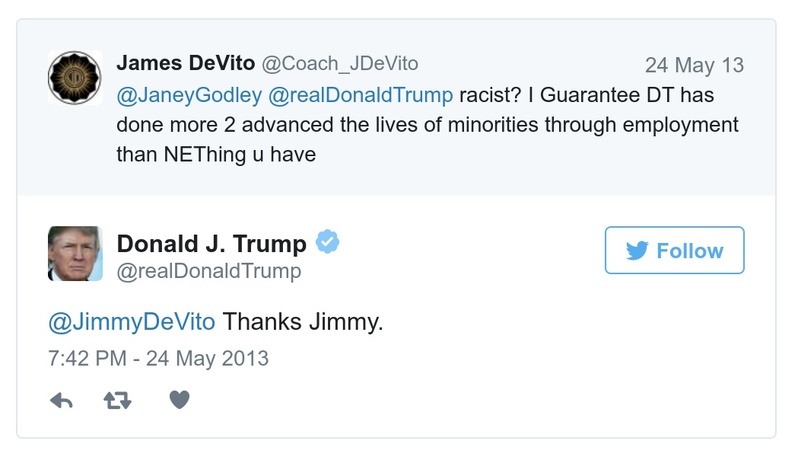 James DeVito @Coach_JDeVito 24 May 13
@JaneyGodley @realDonaldTrump racist? I Guarantee DT has
done more 2 advanced the lives of minorities through employment
than NEThing u have
Donald J. Trump
Follow
@realDonaldTrump
@JimmyDeVito Thanks Jimmy.
7:42 PM - 24 May 2013